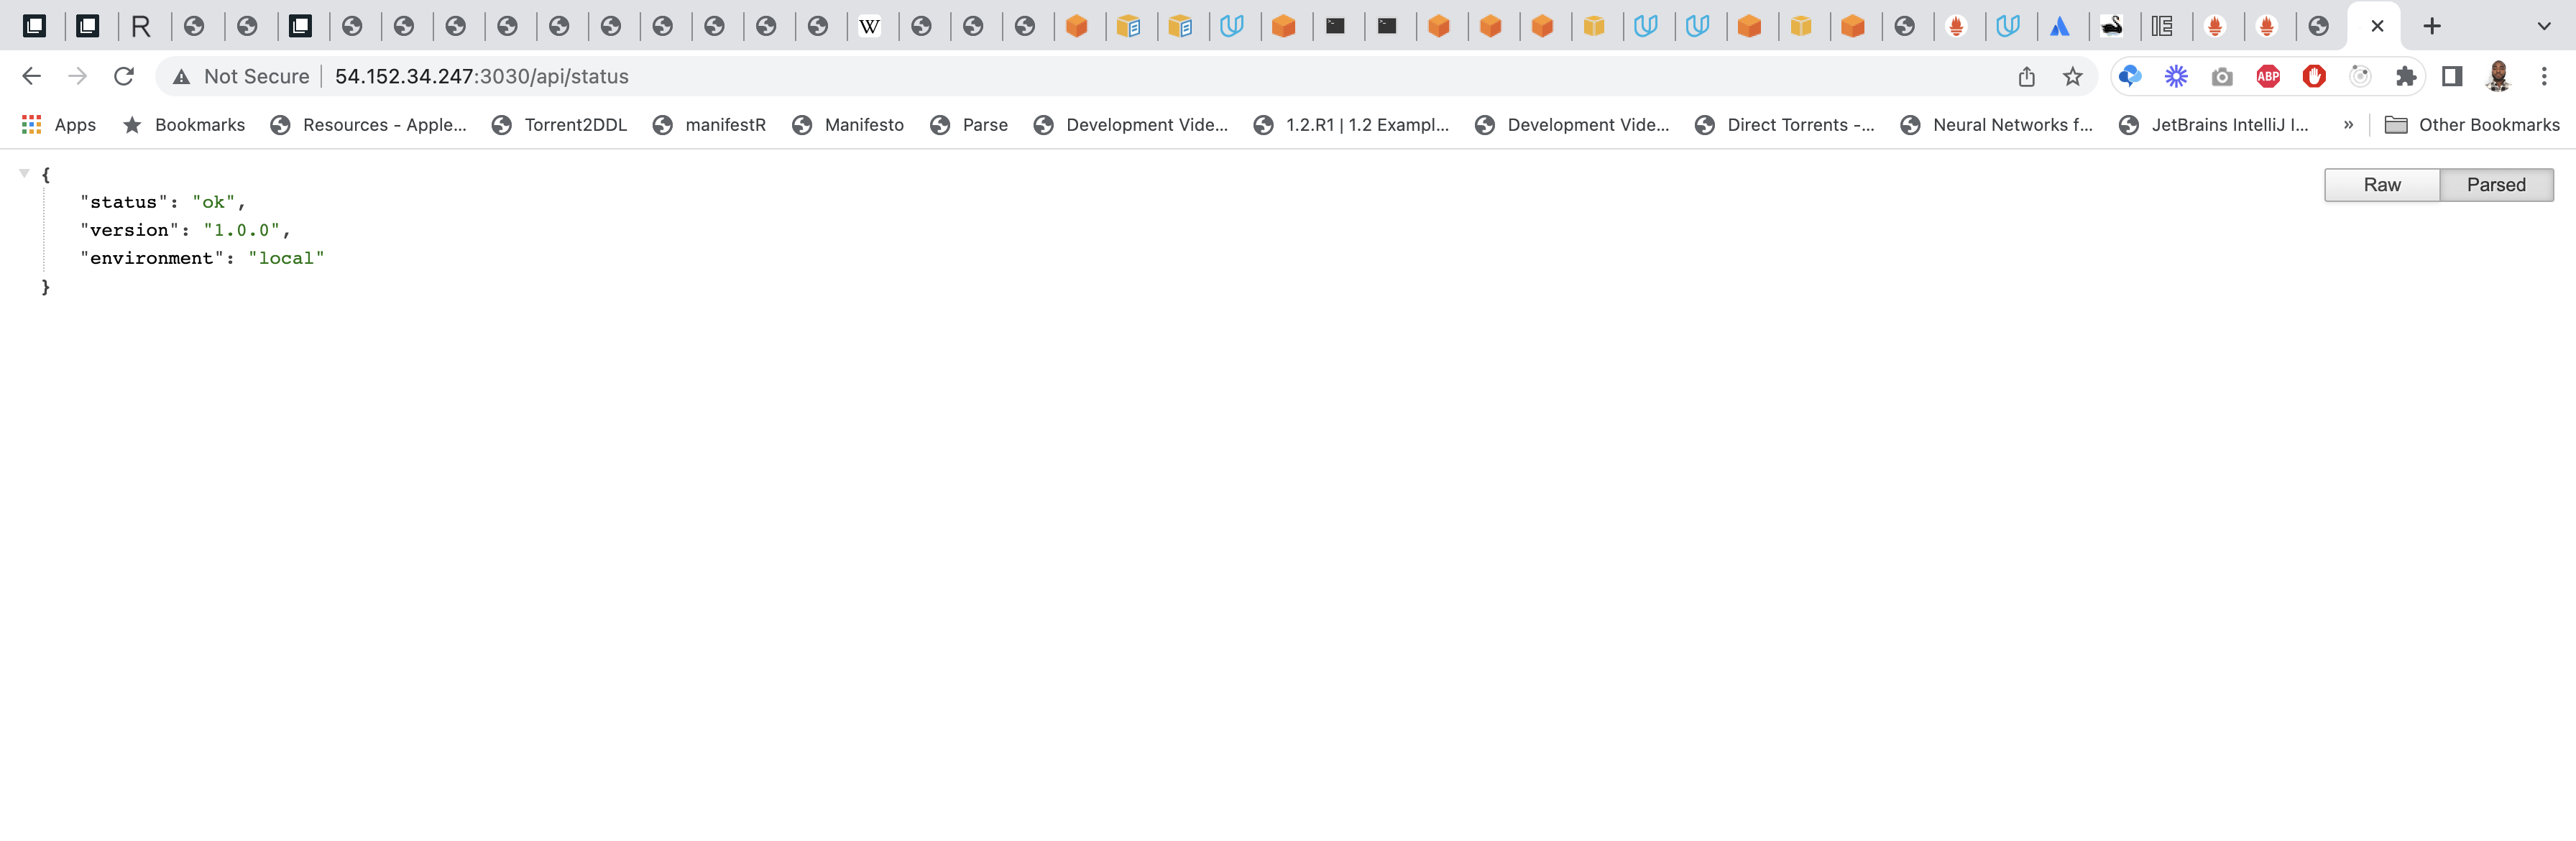 R W IE
Not Secure 54.152.34.247:3030/api/status ABP
Apps Bookmarks Resources - Apple... Torrent2DDL manifestR Manifesto Parse Development Vide... 1.2.R1 | 1.2 Exampl... Development Vide... Direct Torrents -... Neural Networks f... JetBrains IntelliJ I... » Other Bookmarks
Raw Parsed
{
"status": "ok",
"version": "1.0.0",
"environment": "local"
}